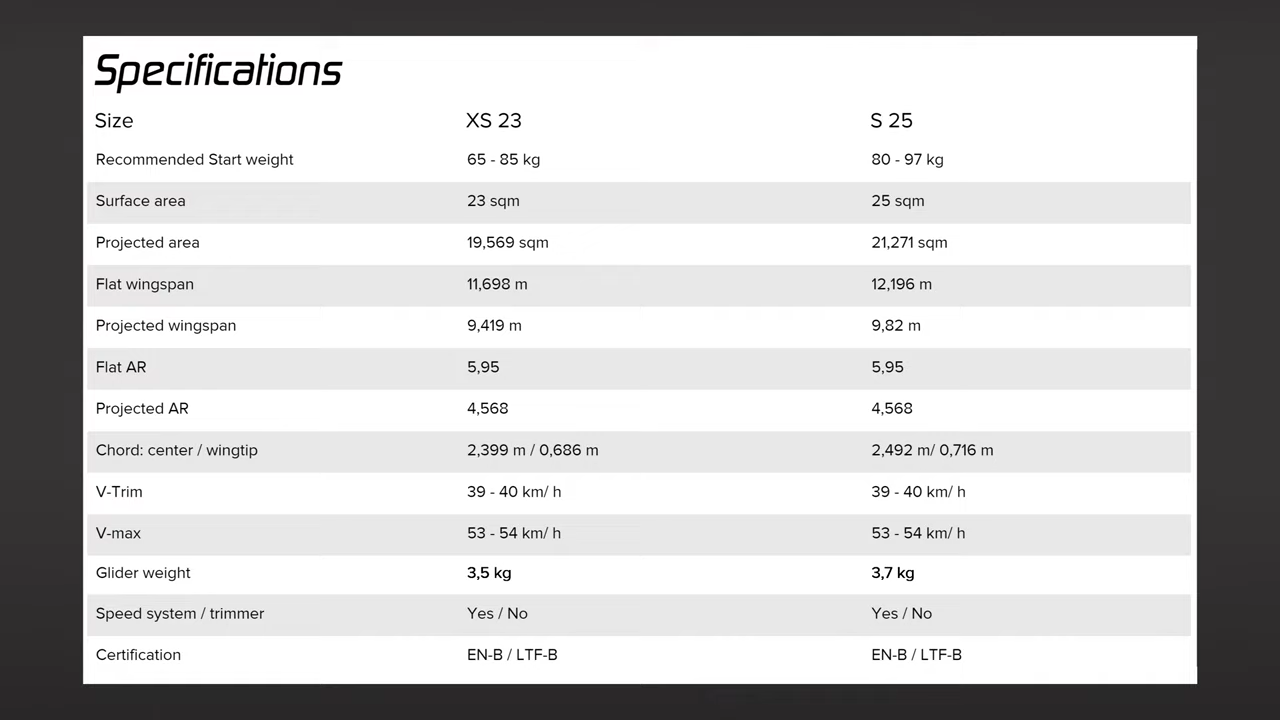 Specifications
Size XS 23 S 25
Recommended Start weight 65 - 85 kg 80 - 97 kg
Surface area 23 sqm 25 sqm
Projected area 19,569 sqm 21,271 sqm
Flat wingspan 11,698 m 12,196 m
Projected wingspan 9,419 m 9,82 m
Flat AR 5,95 5,95
Projected AR 4,568 4,568
Chord: center / wingtip 2,399 m / 0,686 m 2,492 m/ 0,716 m
V-Trim 39 - 40 km/ h 39 - 40 km/ h
V-max 53 - 54 km/ h 53 - 54 km/ h
Glider weight 3,5 kg 3,7 kg
Speed system / trimmer Yes / No Yes / No
Certification EN-B / LTF-B EN-B / LTF-B